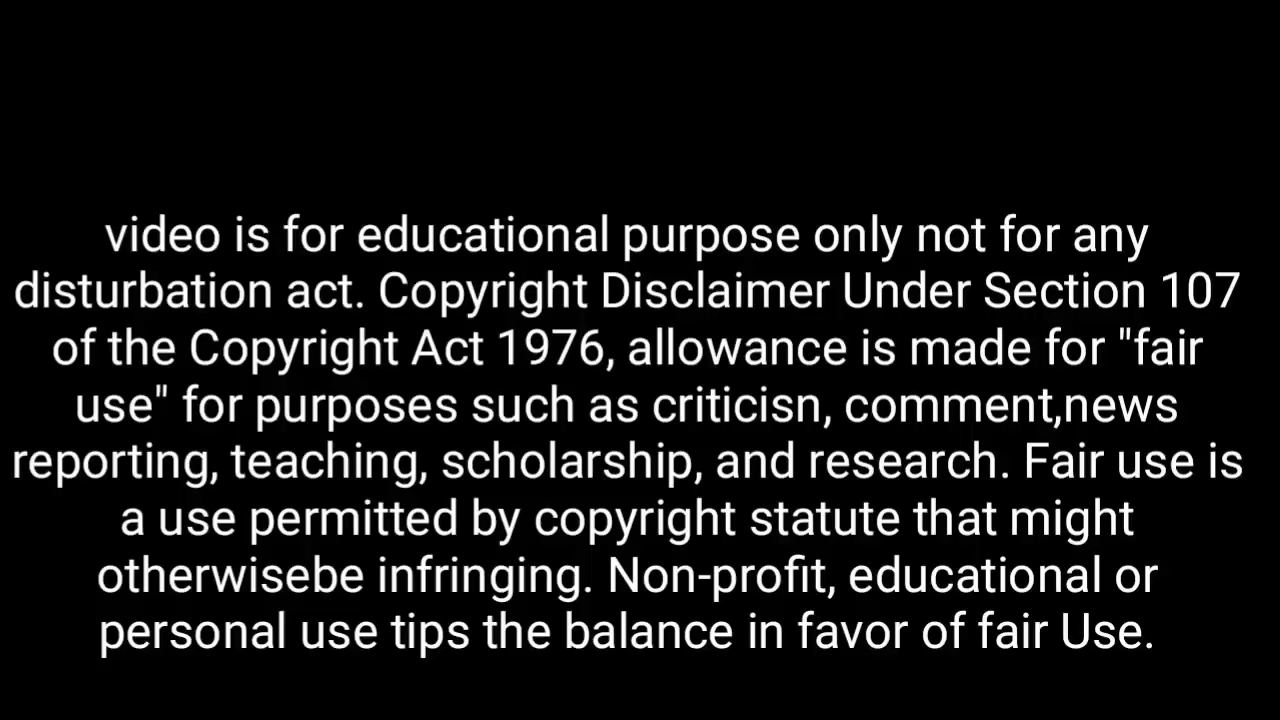 video is for educational purpose only not for any
disturbation act. Copyright Disclaimer Under Section 107
of the Copyright Act 1976, allowance is made for "fair
use" for purposes such as criticisn, comment,news
reporting, teaching, scholarship, and research. Fair use is
a use permitted by copyright statute that might
otherwisebe infringing. Non-profit, educational or
personal use tips the balance in favor of fair Use.